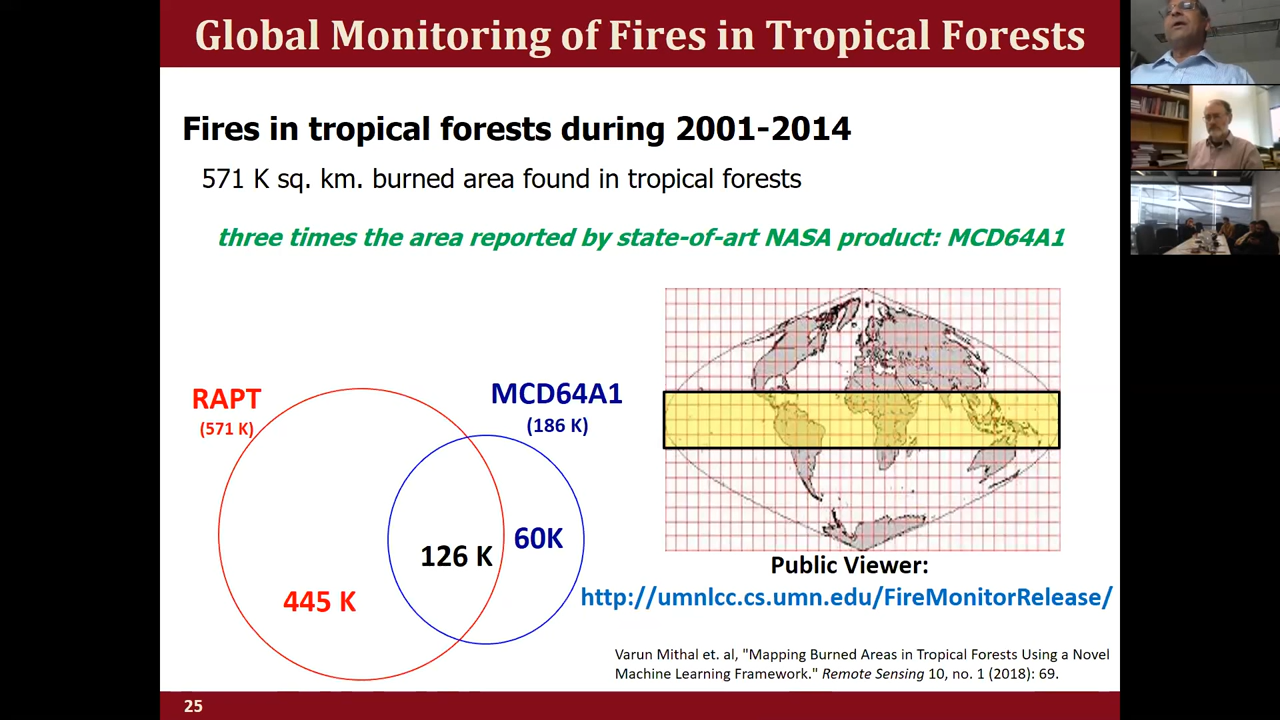 Global Monitoring of Fires in Tropical Forests
Fires in tropical forests during 2001-2014
571 K sq. km. burned area found in tropical forests
three times the area reported by state-of-art NASA product: MCD64A1
RAPT
(571 K)
MCD64A1
(186 K)
126 K
60K
445 K
Public Viewer:
http://umnlcc.cs.umn.edu/FireMonitorRelease/
Varun Mithal et. al, "Mapping Burned Areas in Tropical Forests Using a Novel
Machine Learning Framework." Remote Sensing 10, no. 1 (2018): 69.
25